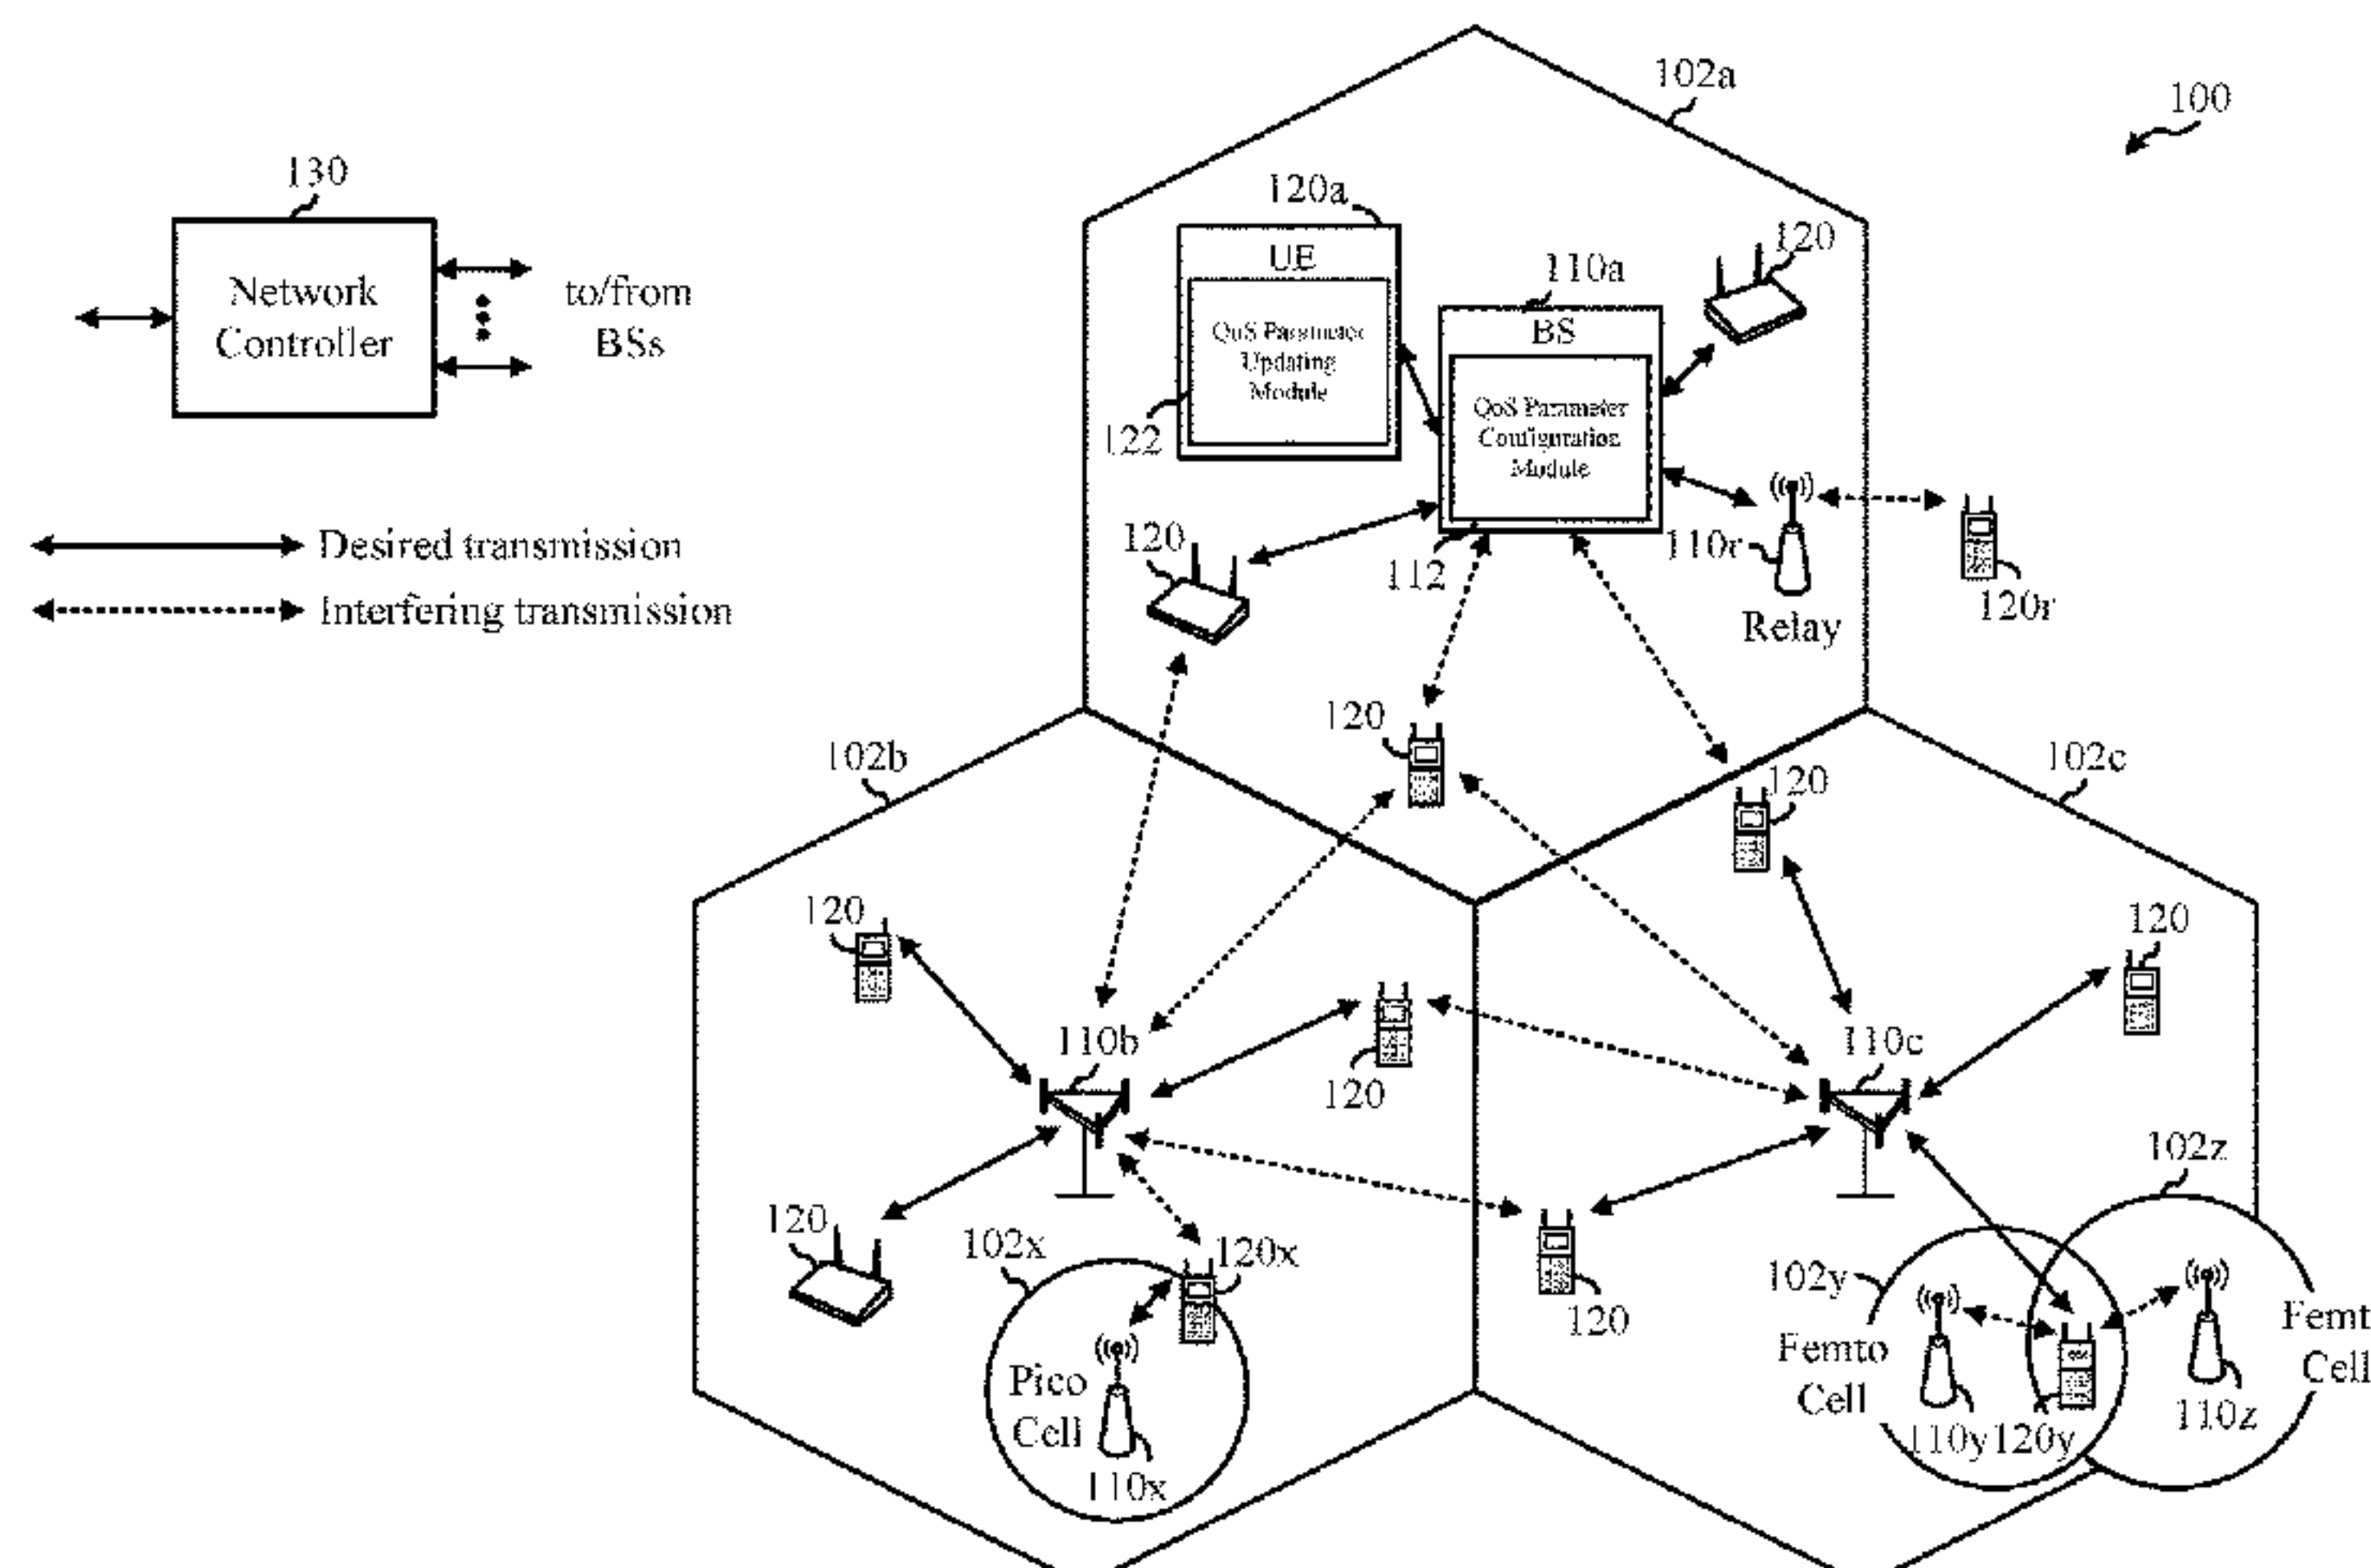 100
102a
130
120a
UE
QoS Parameter
Updating
Module
122
110a
BS
QoS Parameter
Configuration
Module
112
120
Network
Controller
to/from
BSs
Desired transmission
Interfering transmission
120
110r
Relay
120r
120
120
102b
102c
120
120
110b
120
110c
120
102x
120x
Pico
Cell
110x
120
102z
102y
Femto
Cell
110y
120y
110z
Femt
Cell